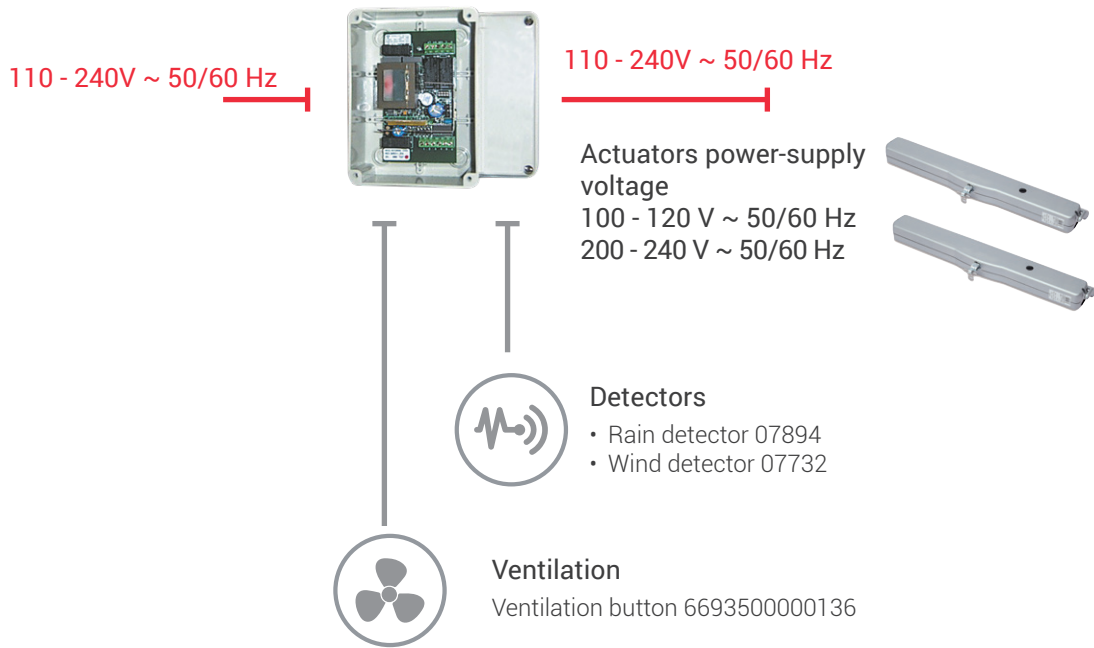 110 - 240V ~ 50/60 Hz
110 - 240V ~ 50/60 Hz
Actuators power-supply
voltage
100 - 120 V ~ 50/60 Hz
200 - 240 V ~ 50/60 Hz
Detectors
• Rain detector 07894
• Wind detector 07732
Ventilation
Ventilation button 6693500000136